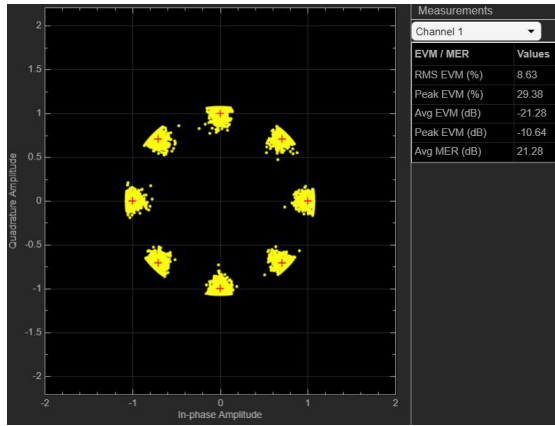 Measurements
Channel 1
EVM / MER Values
RMS EVM (%) 8.63
Peak EVM (%) 29.38
Avg EVM (dB) -21.28
Peak EVM (dB) -10.64
Avg MER (dB) 21.28
2
1.5
1
0.5
0
-0.5
-1
-1.5
-2
Quadrature Amplitude
-2 -1 0 1 2
In-phase Amplitude